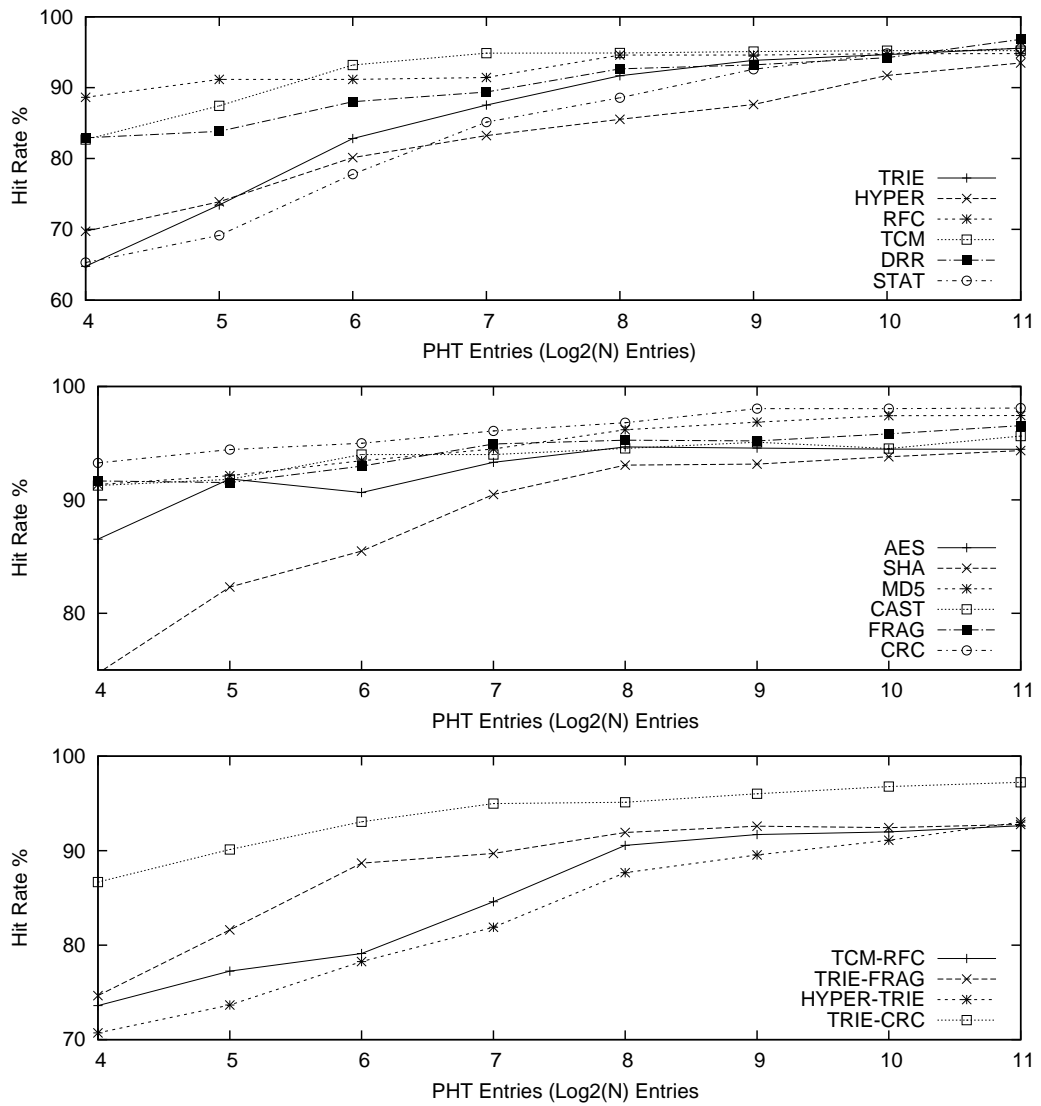 100
90
80
70
60
Hit Rate %
TRIE
HYPER
RFC
TCM
DRR
STAT
4 5 6 7 8 9 10 11
PHT Entries (Log2(N) Entries)
100
90
80
Hit Rate %
AES
SHA
MD5
CAST
FRAG
CRC
4 5 6 7 8 9 10 11
PHT Entries (Log2(N) Entries
100
90
80
70
Hit Rate %
TCM-RFC
TRIE-FRAG
HYPER-TRIE
TRIE-CRC
4 5 6 7 8 9 10 11
PHT Entries (Log2(N) Entries